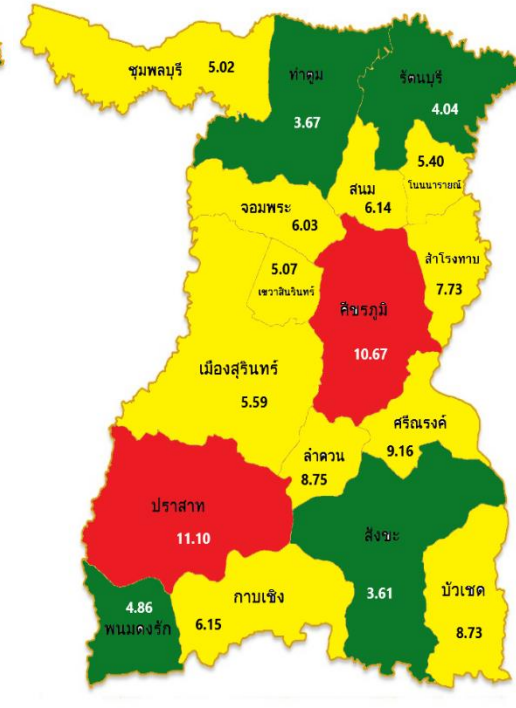 ชุมพลบุรี 5.02
ท่าตูม
3.67
รัตนบุรี
4.04
5.40
โนนนารายณ์
สนม
6.14
จอมพระ
6.03
สำโรงทาบ
7.73
5.07
เขวาสินรินทร์
ศีขรภูมิ
10.67
เมืองสุรินทร์
5.59
ศรีณรงค์
9.16
ลำดวน
8.75
ปราสาท
11.10
สังขะ
3.61
บัวเชด
8.73
กาบเชิง
6.15
4.86
พนมดงรัก